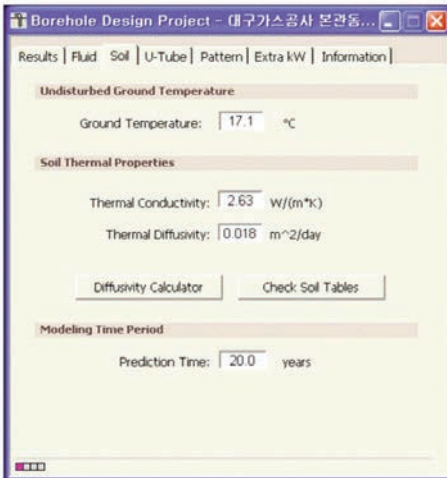 Borehole Design Project - 대구가스공사 본관동...
Results Fluid Soil U-Tube Pattern Extra kW Information
Undisturbed Ground Temperature
Ground Temperature: 17.1 °C
Soil Thermal Properties
Thermal Conductivity: 2.63 W/(m*K)
Thermal Diffusivity: 0.018 m^2/day
Diffusivity Calculator Check Soil Tables
Modeling Time Period
Prediction Time: 20.0 years